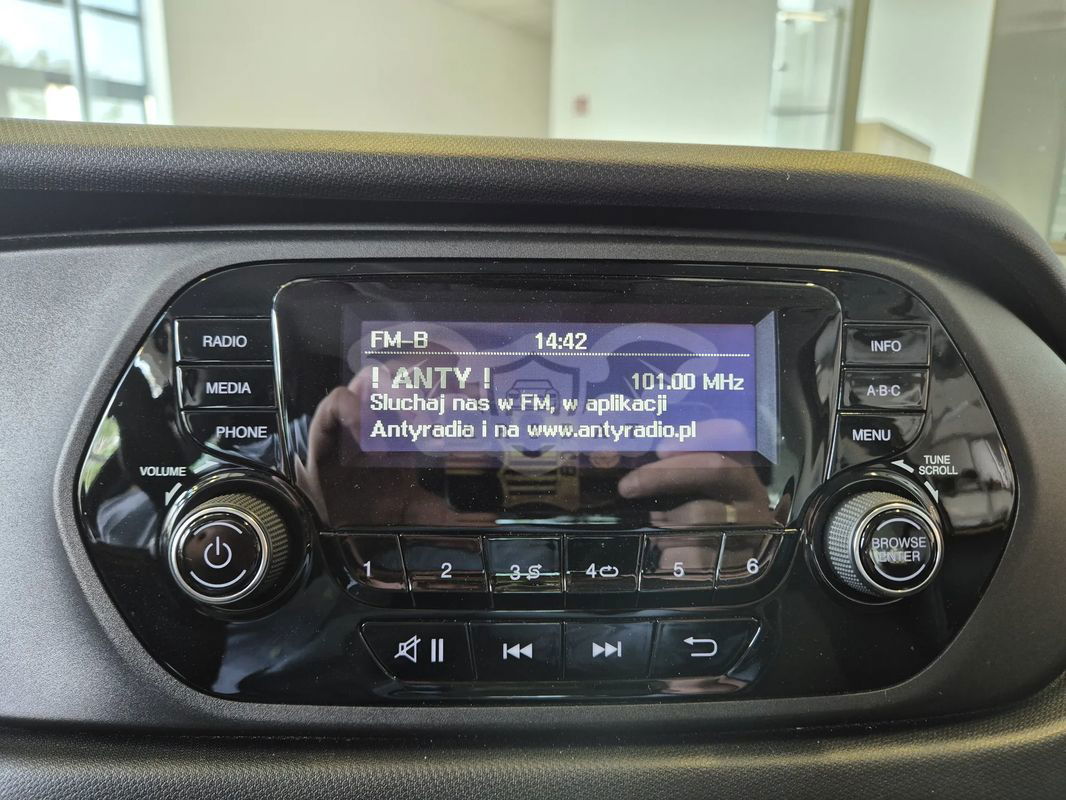 RADIO
MEDIA
PHONE
VOLUME
FM-B 14:42
! ANTY ! 101.00 MHz
Sluchaj nas w FM, w aplikacji
Antyradia i na www.antyradio.pl
INFO
A·B·C
MENU
TUNE
SCROLL
BROWSE
ENTER
1 2 3 4 5 6